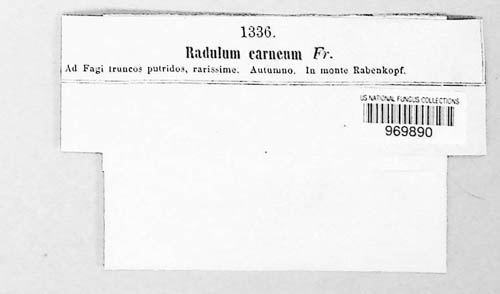 1336.
Radulum carneum Fr.
Ad Fagi truncos putridos, rarissime. Autumno. In monte Rabenkopf.
US NATIONAL FUNGUS COLLECTIONS
969890